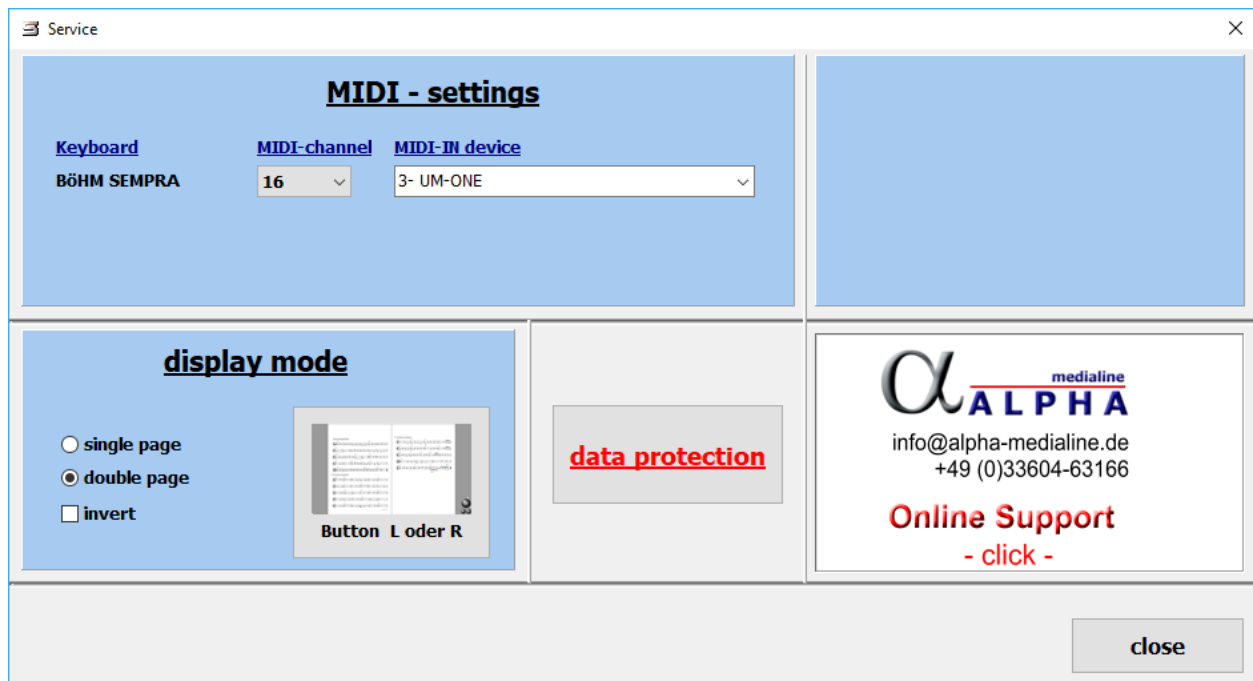 Service
MIDI - settings
Keyboard MIDI-channel MIDI-IN device
BöHM SEMPRA 16 3- UM-ONE
display mode
single page
double page
invert
Button L oder R
data protection
α medialine
ALPHA
info@alpha-medialine.de
+49 (0)33604-63166
Online Support
- click -
close